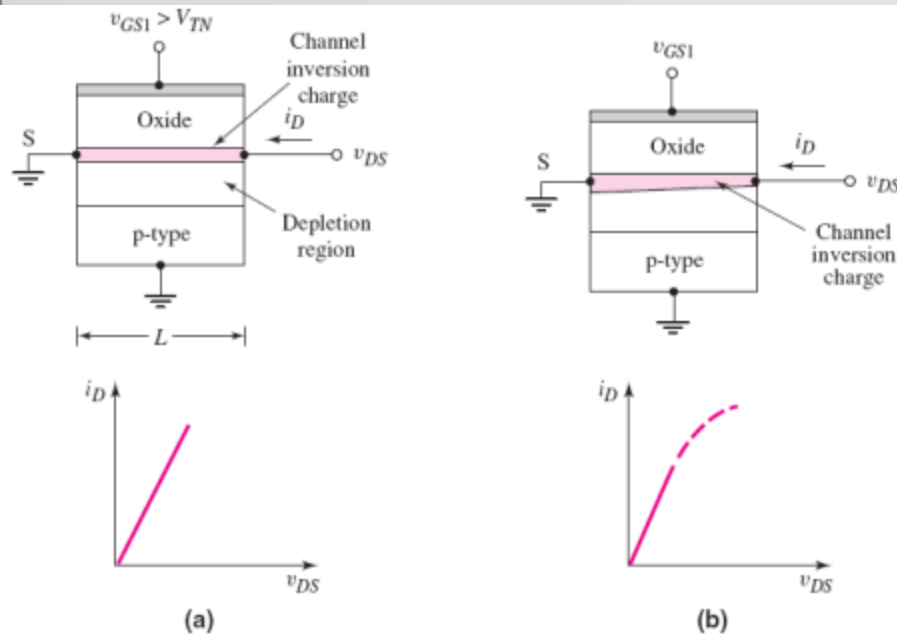 v_GS1 > V_TN
Channel
inversion
charge
Oxide
i_D
S
v_DS
Depletion
region
p-type
L
i_D
v_DS
(a)
v_GS1
Oxide
i_D
S
v_DS
Channel
inversion
charge
p-type
i_D
v_DS
(b)